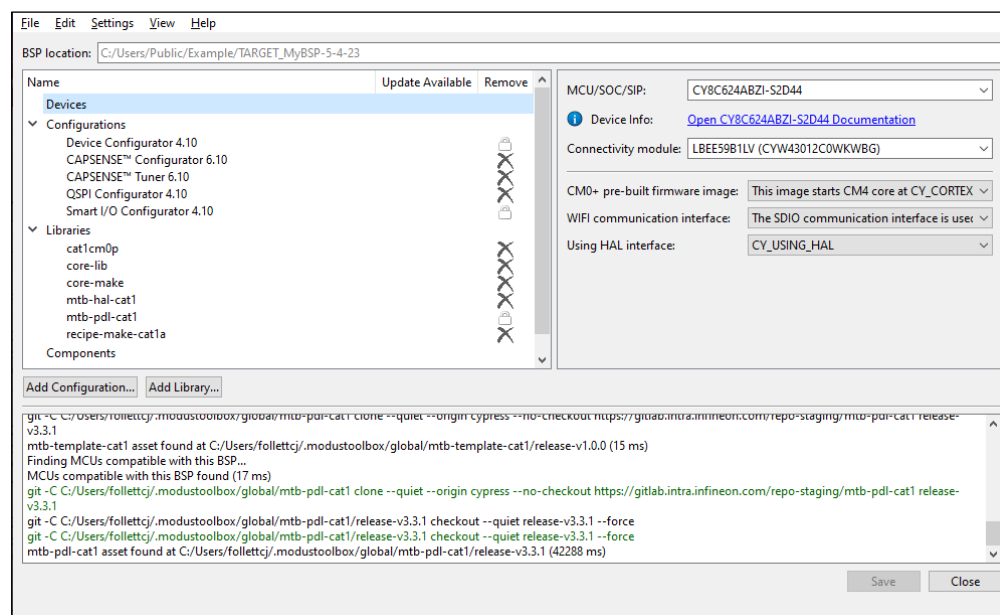 File Edit Settings View Help
BSP location: C:/Users/Public/Example/TARGET_MyBSP-5-4-23
Name Update Available Remove
Devices
Configurations
Device Configurator 4.10
CAPSENSE™ Configurator 6.10
CAPSENSE™ Tuner 6.10
QSPI Configurator 4.10
Smart I/O Configurator 4.10
Libraries
cat1cm0p
core-lib
core-make
mtb-hal-cat1
mtb-pdl-cat1
recipe-make-cat1a
Components
MCU/SOC/SIP: CY8C624ABZI-S2D44
Device Info: Open CY8C624ABZI-S2D44 Documentation
Connectivity module: LBEE59B1LV (CYW43012C0WKWBG)
CM0+ pre-built firmware image: This image starts CM4 core at CY_CORTEX
WIFI communication interface: The SDIO communication interface is used
Using HAL interface: CY_USING_HAL
Add Configuration... Add Library...
git -C C:/Users/follettcj/.modustoolbox/global/mtb-pdl-cat1 clone --quiet --origin cypress --no-checkout https://gitlab.intra.infineon.com/repo-staging/mtb-pdl-cat1 release-
v3.3.1
mtb-template-cat1 asset found at C:/Users/follettcj/.modustoolbox/global/mtb-template-cat1/release-v1.0.0 (15 ms)
Finding MCUs compatible with this BSP...
MCUs compatible with this BSP found (17 ms)
git -C C:/Users/follettcj/.modustoolbox/global/mtb-pdl-cat1 clone --quiet --origin cypress --no-checkout https://gitlab.intra.infineon.com/repo-staging/mtb-pdl-cat1 release-
v3.3.1
git -C C:/Users/follettcj/.modustoolbox/global/mtb-pdl-cat1/release-v3.3.1 checkout --quiet release-v3.3.1 --force
git -C C:/Users/follettcj/.modustoolbox/global/mtb-pdl-cat1/release-v3.3.1 checkout --quiet release-v3.3.1 --force
mtb-pdl-cat1 asset found at C:/Users/follettcj/.modustoolbox/global/mtb-pdl-cat1/release-v3.3.1 (42288 ms)
Save Close